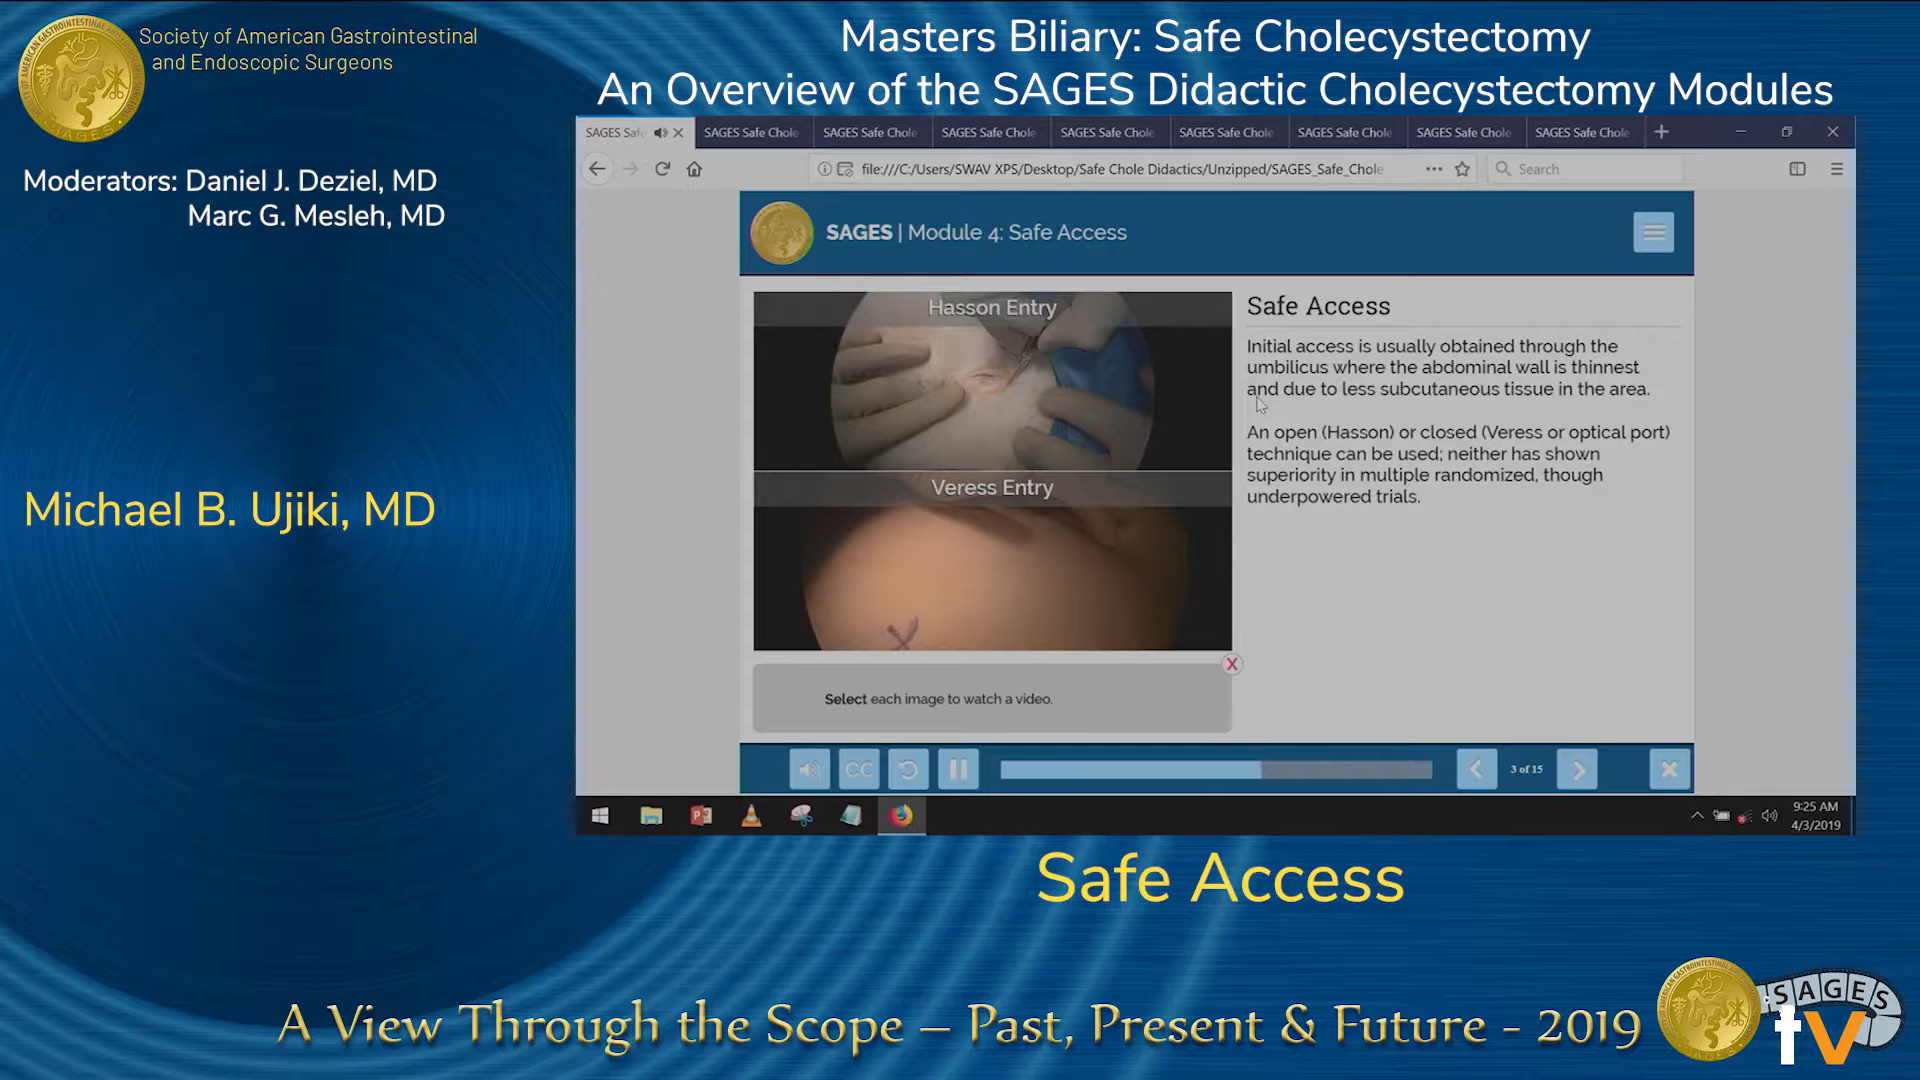 Society of American Gastrointestinal
and Endoscopic Surgeons
Masters Biliary: Safe Cholecystectomy
An Overview of the SAGES Didactic Cholecystectomy Modules
Moderators: Daniel J. Deziel, MD
Marc G. Mesleh, MD
Michael B. Ujiki, MD
SAGES Safe SAGES Safe Chole SAGES Safe Chole SAGES Safe Chole SAGES Safe Chole SAGES Safe Chole SAGES Safe Chole SAGES Safe Chole SAGES Safe Chole
file:///C:/Users/SWAV XPS/Desktop/Safe Chole Didactics/Unzipped/SAGES_Safe_Chole
Search
SAGES | Module 4: Safe Access
Hasson Entry
Veress Entry
Select each image to watch a video.
X
Safe Access
Initial access is usually obtained through the
umbilicus where the abdominal wall is thinnest
and due to less subcutaneous tissue in the area.
An open (Hasson) or closed (Veress or optical port)
technique can be used; neither has shown
superiority in multiple randomized, though
underpowered trials.
CC
3 of 15
9:25 AM
4/3/2019
Safe Access
A View Through the Scope – Past, Present & Future - 2019
SAGES
tv